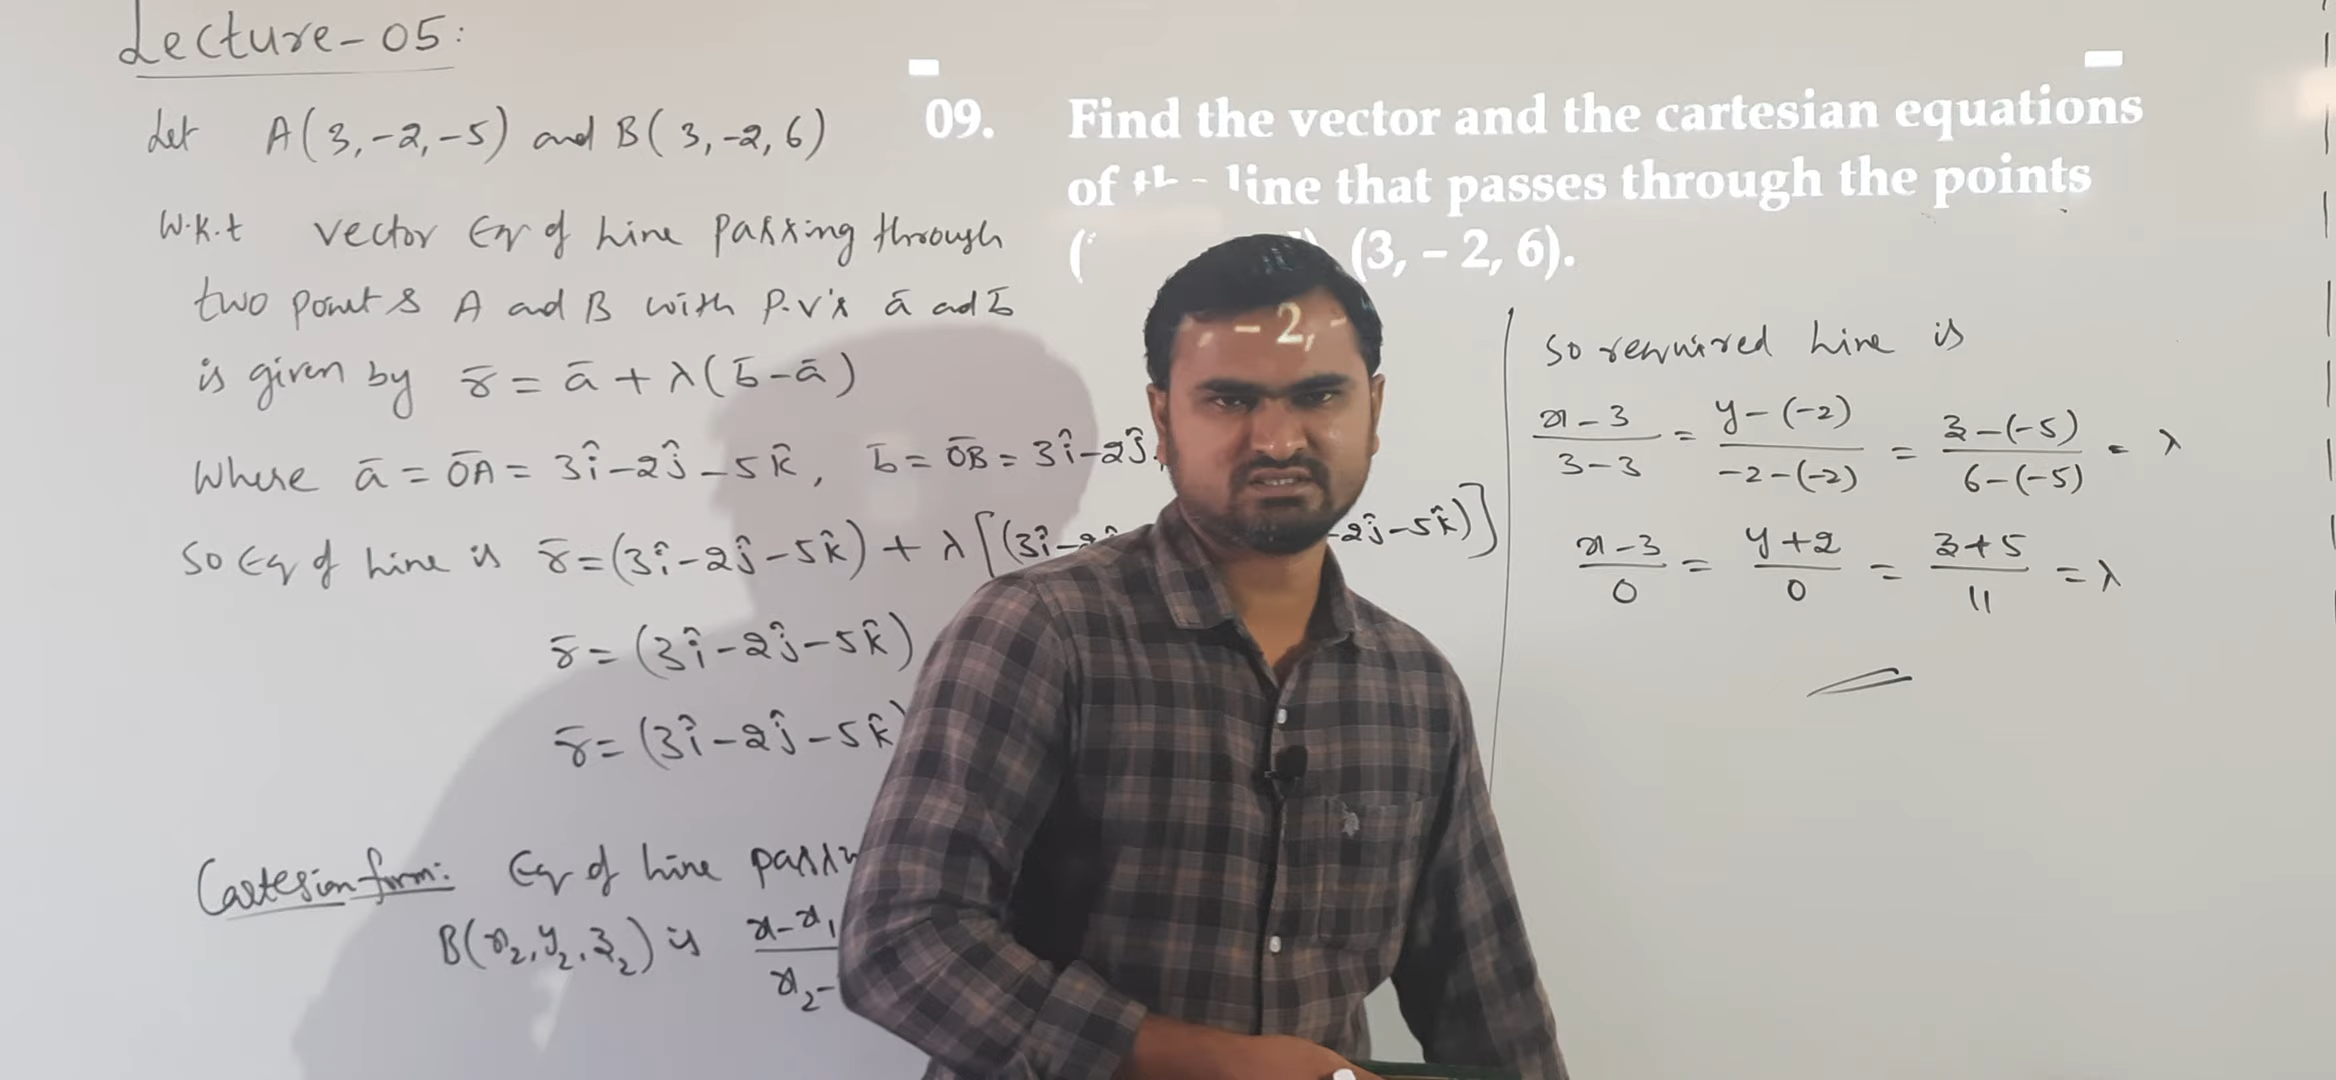 Lecture-05:
Let A(3,-2,-5) and B(3,-2,6)
W.K.t vector Eq of Line passing through
two points A and B with P.v's ā and b̄
is given by r̄ = ā + λ(b̄-ā)
Where ā = OA̅ = 3î-2ĵ-5k̂, b̄ = OB̅ = 3î-2ĵ
So Eq of Line is r̄=(3î-2ĵ-5k̂) + λ[(3î-2ĵ -2ĵ-5k̂)]
r̄ = (3î-2ĵ-5k̂)
r̄ = (3î-2ĵ-5k̂)
Cartesian form: Eq of Line
B(x₂,y₂,z₂) is x-x₁
x₂-
09. Find the vector and the cartesian equations
of line that passes through the points
( (3, – 2, 6).
– 2, -
So required Line is
x-3/3-3 = y-(-2)/-2-(-2) = z-(-5)/6-(-5) = λ
x-3/0 = y+2/0 = z+5/11 = λ